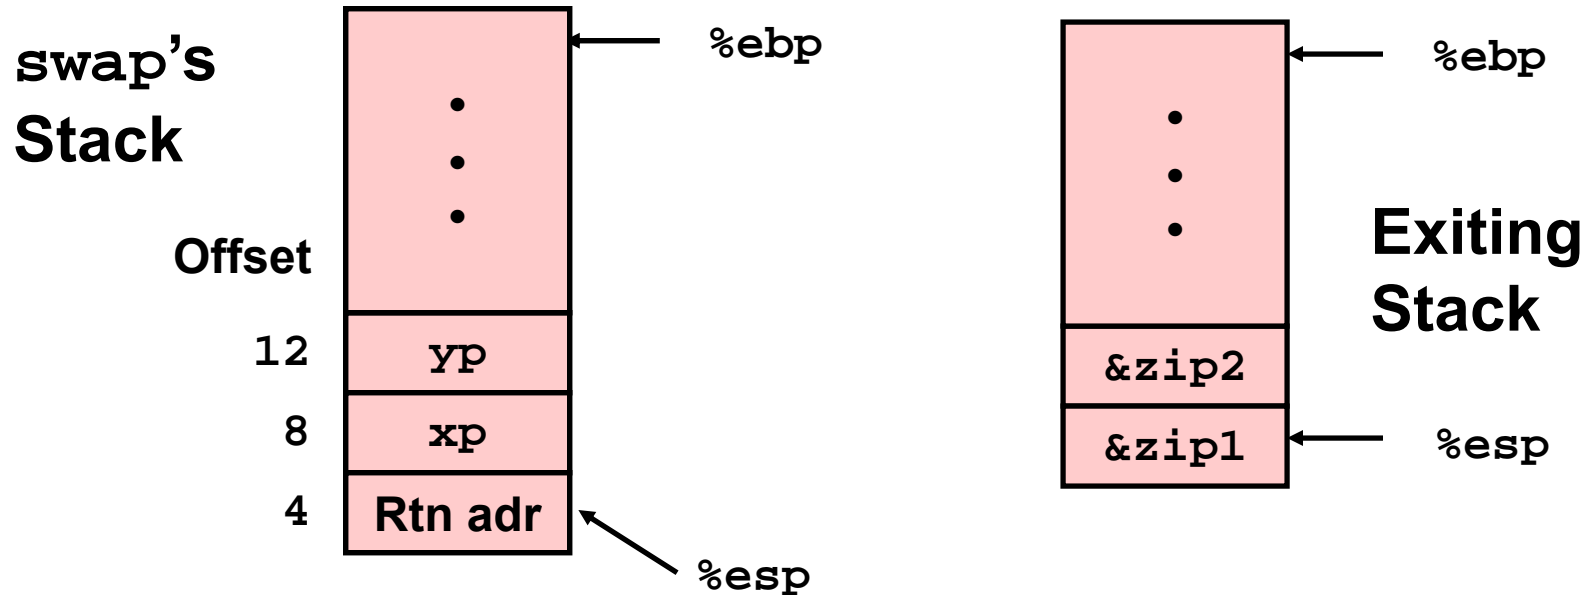 swap's
Stack
%ebp
Offset
12
yp
8
xp
4
Rtn adr
%esp
%ebp
Exiting
Stack
&zip2
&zip1
%esp